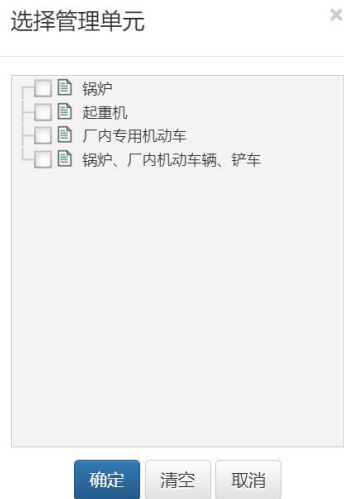 选择管理单元
×
锅炉
起重机
厂内专用机动车
锅炉、厂内机动车辆、铲车
确定 清空 取消